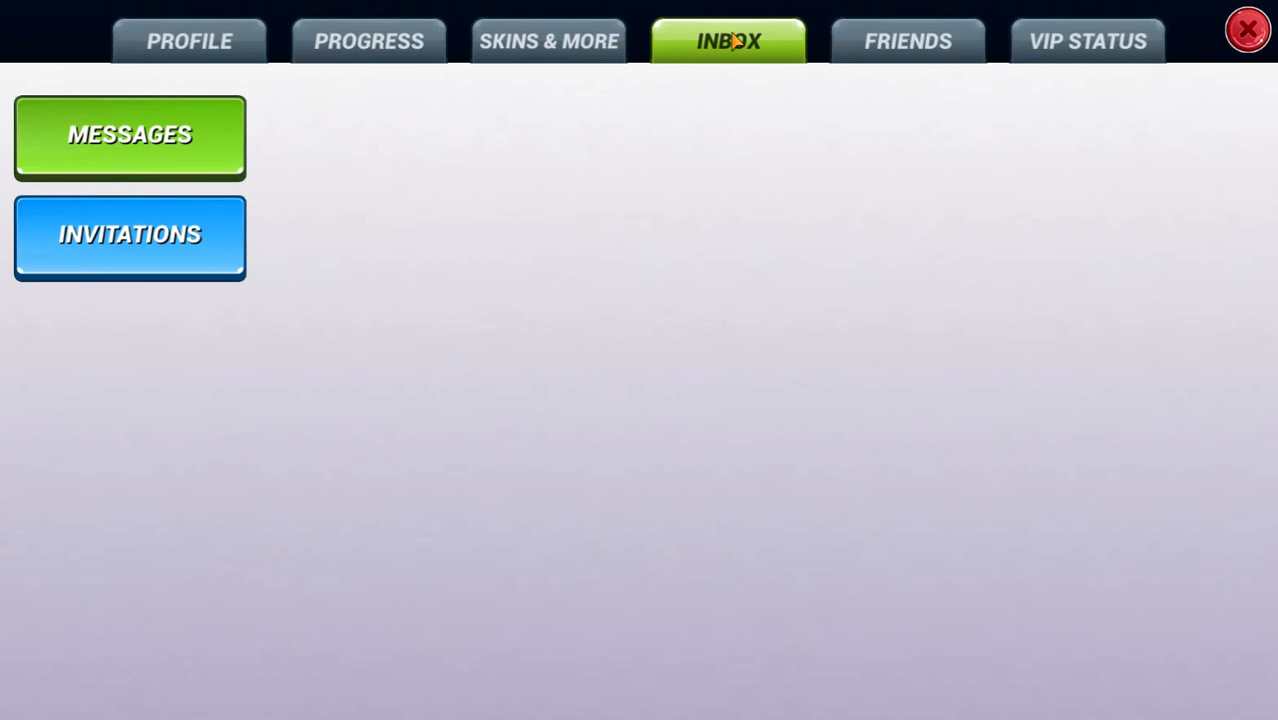 PROFILE
PROGRESS
SKINS & MORE
INBOX
FRIENDS
VIP STATUS
MESSAGES
INVITATIONS